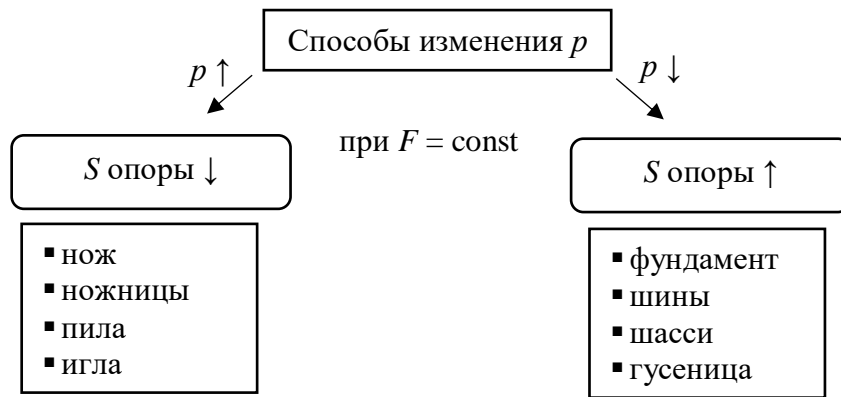 Способы изменения p
p ↑
p ↓
при F = const
S опоры ↓
S опоры ↑
▪ нож
▪ ножницы
▪ пила
▪ игла
▪ фундамент
▪ шины
▪ шасси
▪ гусеница